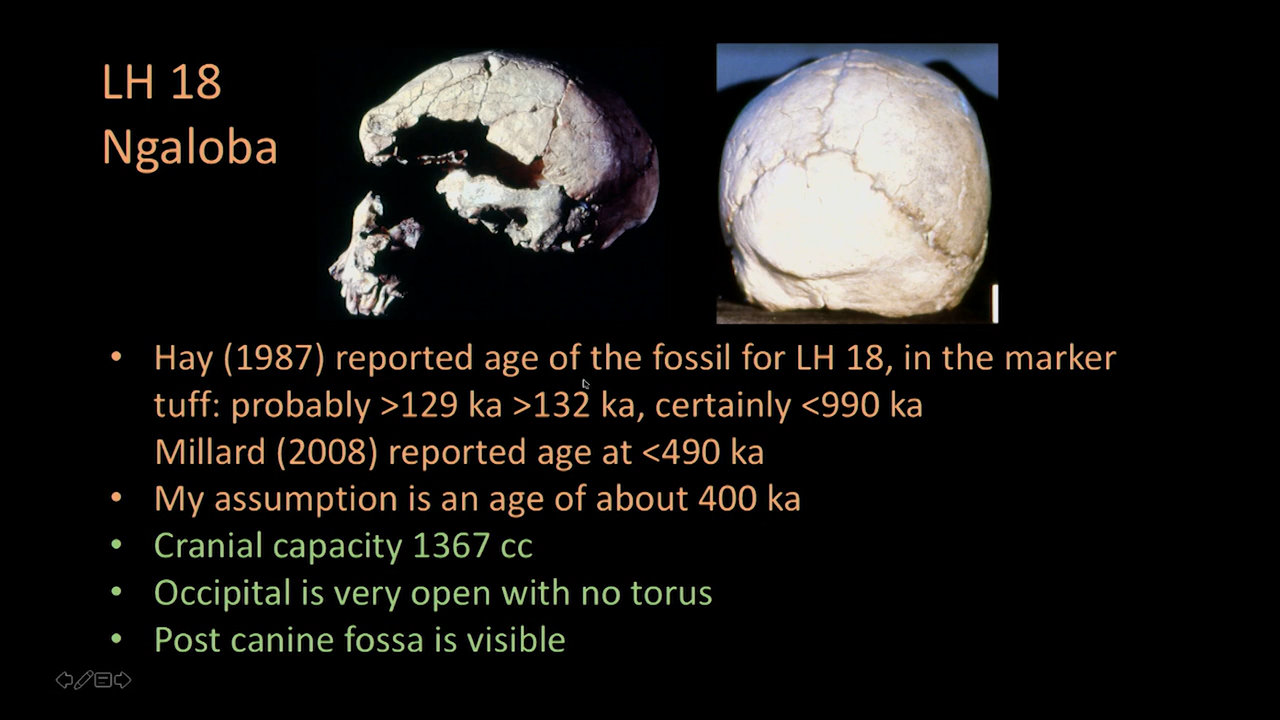 LH 18
Ngaloba
• Hay (1987) reported age of the fossil for LH 18, in the marker
tuff: probably >129 ka >132 ka, certainly <990 ka
Millard (2008) reported age at <490 ka
• My assumption is an age of about 400 ka
• Cranial capacity 1367 cc
• Occipital is very open with no torus
• Post canine fossa is visible